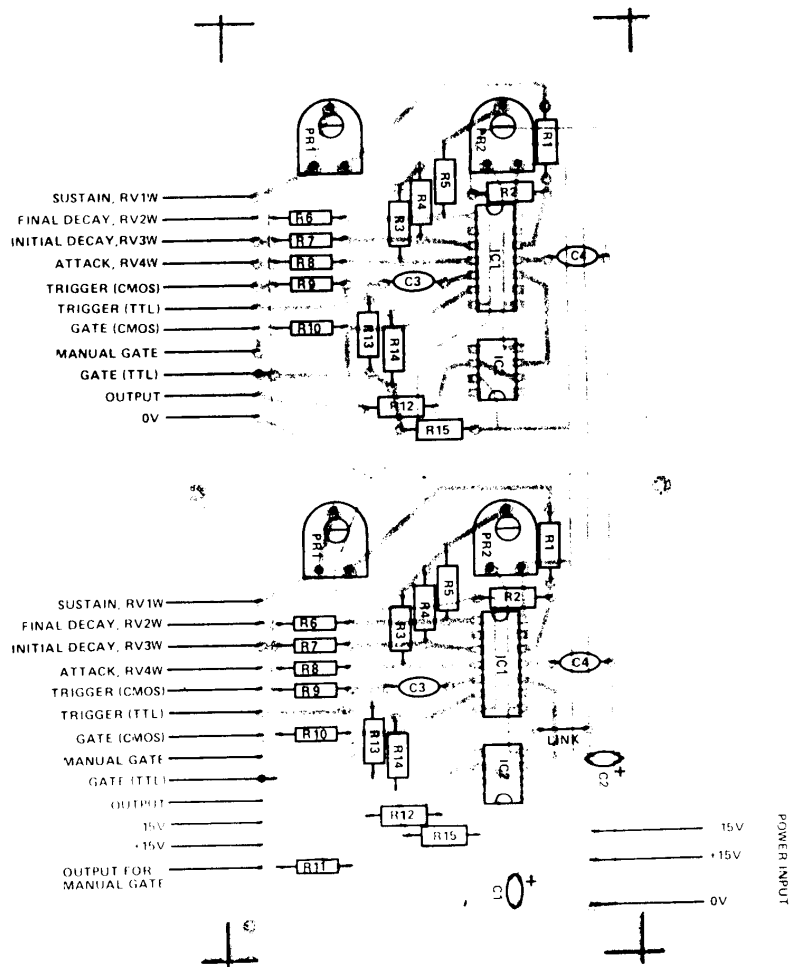 PR1
PR2
R1
R5
R4
R2
R3
SUSTAIN, RV1W
FINAL DECAY, RV2W
R6
INITIAL DECAY,RV3W
R7
IC1
ATTACK, RV4W
R8
C4
TRIGGER (CMOS)
R9
C3
TRIGGER (TTL)
GATE (CMOS)
R10
R13
R14
MANUAL GATE
GATE (TTL)
OUTPUT
R12
0V
R15
PR1
PR2
R1
R5
R4
R2
R3
SUSTAIN, RV1W
FINAL DECAY, RV2W
R6
INITIAL DECAY, RV3W
R7
IC1
ATTACK, RV4W
R8
C4
TRIGGER (CMOS)
R9
C3
TRIGGER (TTL)
GATE (CMOS)
R10
R13
R14
LINK
MANUAL GATE
IC2
C2
+
GATE (TTL)
OUTPUT
R12
15V
R15
15V
+15V
+15V
OUTPUT FOR
MANUAL GATE
R11
C1
+
0V
POWER INPUT